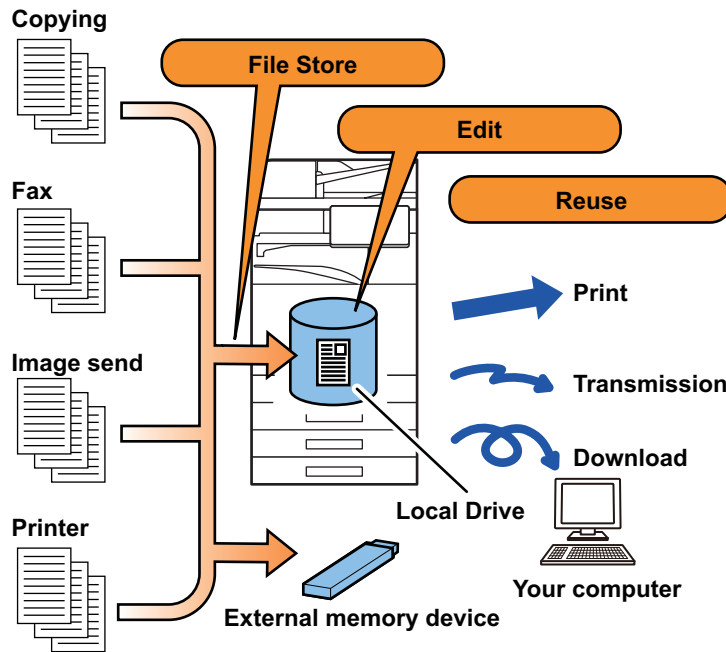 Copying
File Store
Edit
Fax
Reuse
Print
Image send
Transmission
Download
Local Drive
Printer
Your computer
External memory device